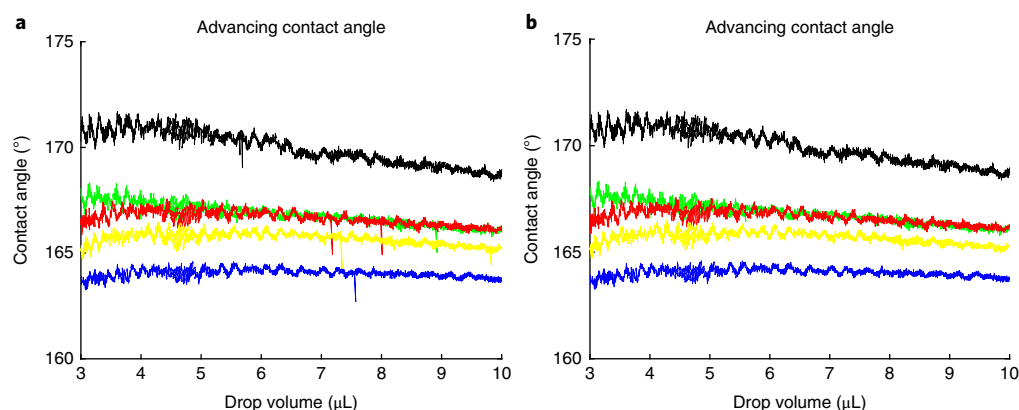 a
Advancing contact angle
175
170
165
160
Contact angle (°)
3 4 5 6 7 8 9 10
Drop volume (μL)
b
Advancing contact angle
175
170
165
160
Contact angle (°)
3 4 5 6 7 8 9 10
Drop volume (μL)